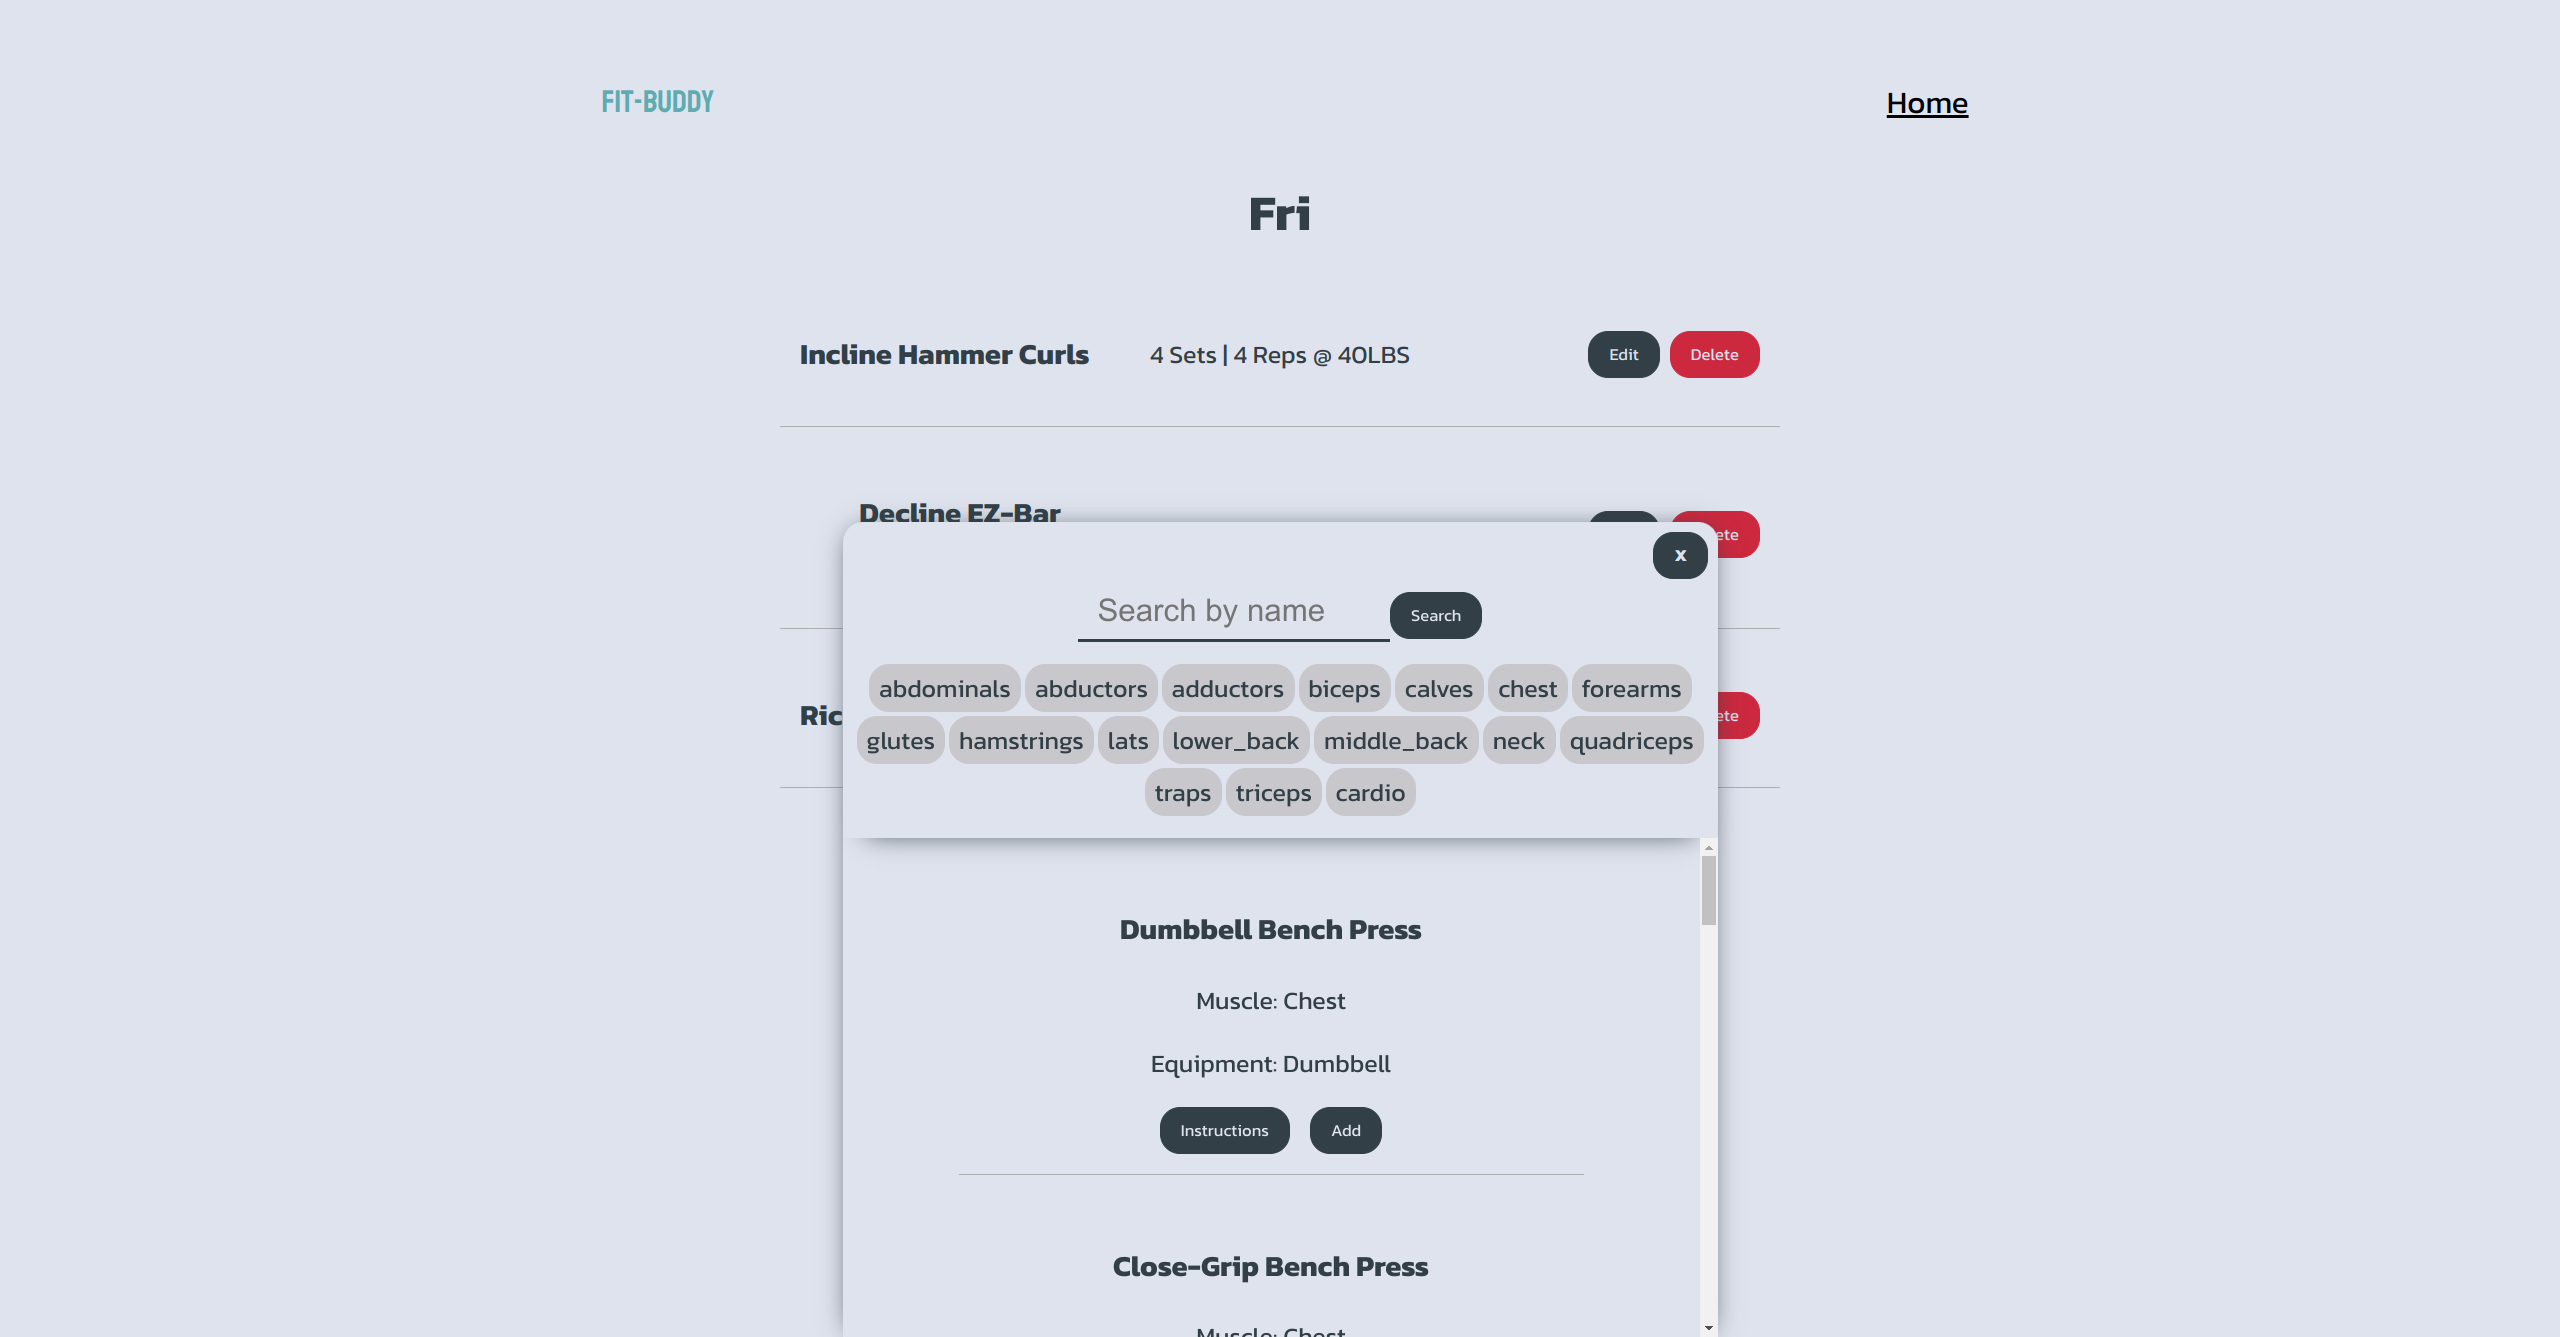 FIT-BUDDY
Home
Fri
Incline Hammer Curls
4 Sets | 4 Reps @ 40LBS
Edit
Delete
Decline EZ-Bar
ete
x
Search by name
Search
abdominals abductors adductors biceps calves chest forearms
Ric
ete
glutes hamstrings lats lower_back middle_back neck quadriceps
traps triceps cardio
Dumbbell Bench Press
Muscle: Chest
Equipment: Dumbbell
Instructions
Add
Close-Grip Bench Press
Muscle: Chest